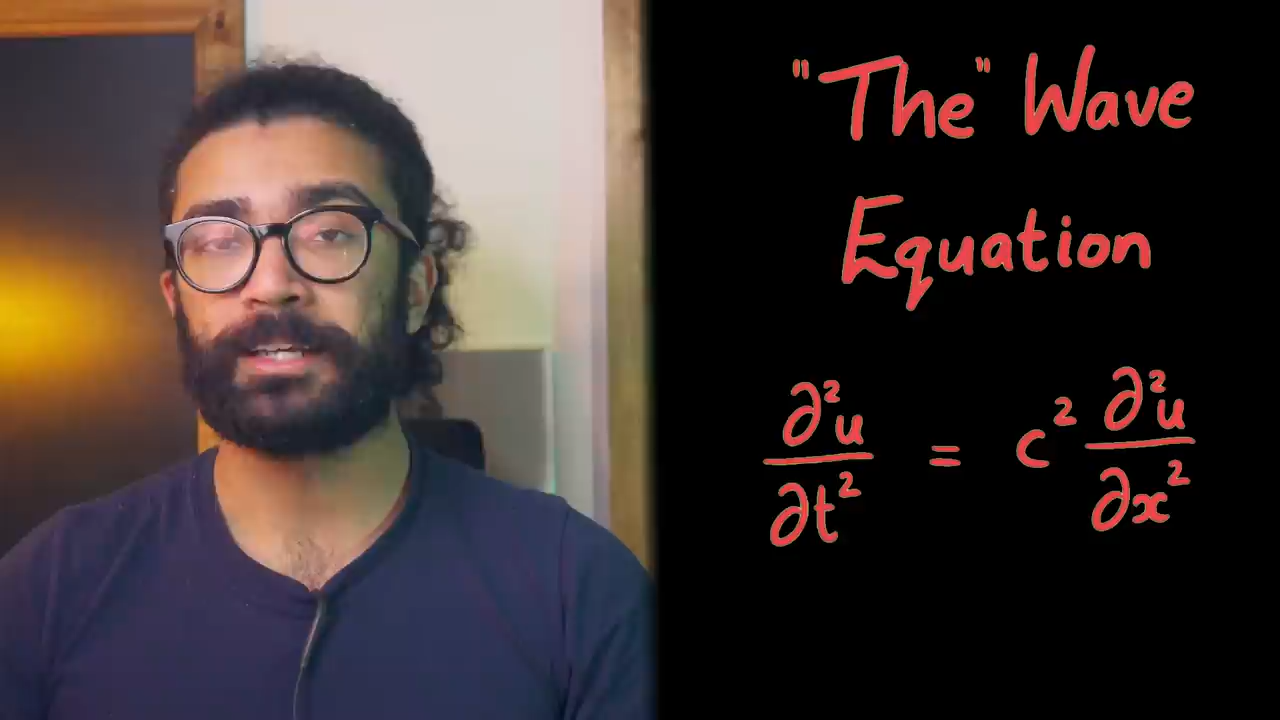 "The" Wave
Equation
∂²u/∂t² = c² ∂²u/∂x²